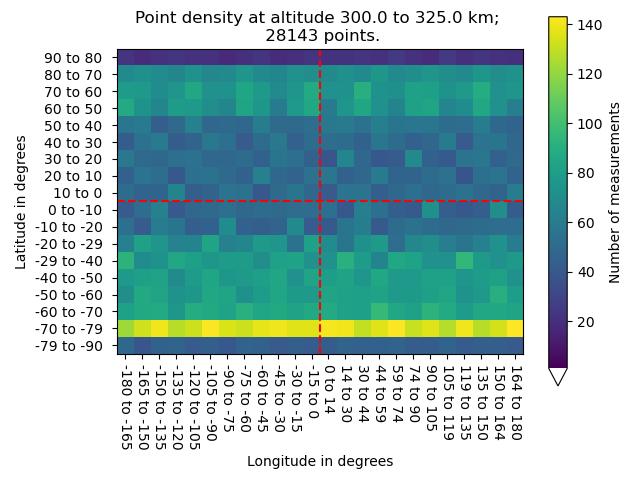 Point density at altitude 300.0 to 325.0 km;
28143 points.
90 to 80
80 to 70
70 to 60
60 to 50
50 to 40
40 to 30
30 to 20
20 to 10
10 to 0
0 to -10
-10 to -20
-20 to -29
-29 to -40
-40 to -50
-50 to -60
-60 to -70
-70 to -79
-79 to -90
Latitude in degrees
-180 to -165
-165 to -150
-150 to -135
-135 to -120
-120 to -105
-105 to -90
-90 to -75
-75 to -60
-60 to -45
-45 to -30
-30 to -15
-15 to 0
0 to 14
14 to 30
30 to 44
44 to 59
59 to 74
74 to 90
90 to 105
105 to 119
119 to 135
135 to 150
150 to 164
164 to 180
Longitude in degrees
140
120
100
80
60
40
20
Number of measurements